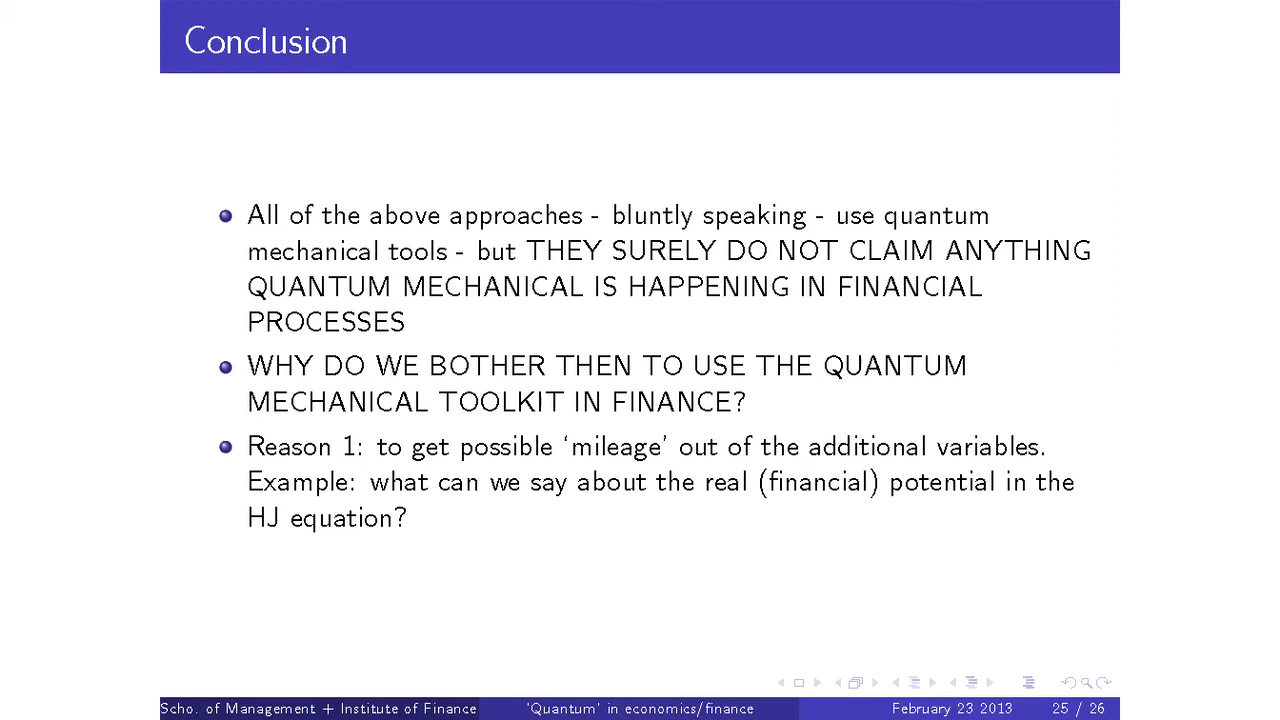 Conclusion
All of the above approaches - bluntly speaking - use quantum
mechanical tools - but THEY SURELY DO NOT CLAIM ANYTHING
QUANTUM MECHANICAL IS HAPPENING IN FINANCIAL
PROCESSES
WHY DO WE BOTHER THEN TO USE THE QUANTUM
MECHANICAL TOOLKIT IN FINANCE?
Reason 1: to get possible ‘mileage’ out of the additional variables.
Example: what can we say about the real (financial) potential in the
HJ equation?
Scho. of Management + Institute of Finance 'Quantum' in economics/finance February 23 2013 25 / 26